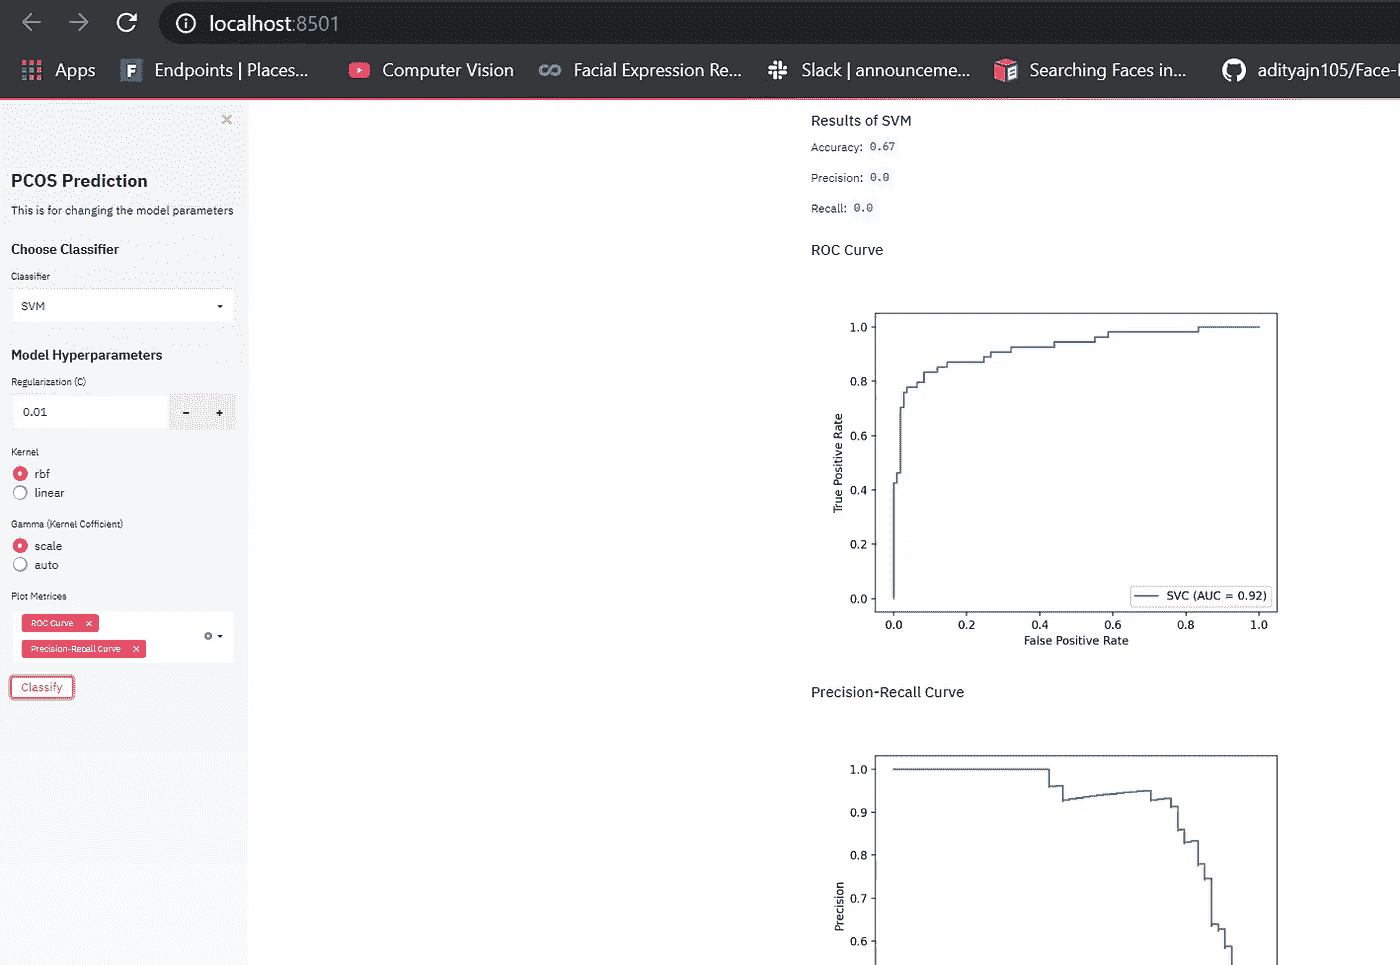 localhost:8501
Apps
Endpoints | Places...
Computer Vision
Facial Expression Re...
Slack | announceme...
Searching Faces in...
adityajn105/Face-
×
PCOS Prediction
This is for changing the model parameters
Choose Classifier
Classifier
SVM
Model Hyperparameters
Regularization (C)
0.01
- +
Kernel
rbf
linear
Gamma (Kernel Cofficient)
scale
auto
Plot Metrices
ROC Curve ×
Precision-Recall Curve ×
Classify
Results of SVM
Accuracy: 0.67
Precision: 0.0
Recall: 0.0
ROC Curve
1.0
0.8
0.6
0.4
0.2
0.0
True Positive Rate
SVC (AUC = 0.92)
0.0 0.2 0.4 0.6 0.8 1.0
False Positive Rate
Precision-Recall Curve
1.0
0.9
0.8
0.7
0.6
Precision